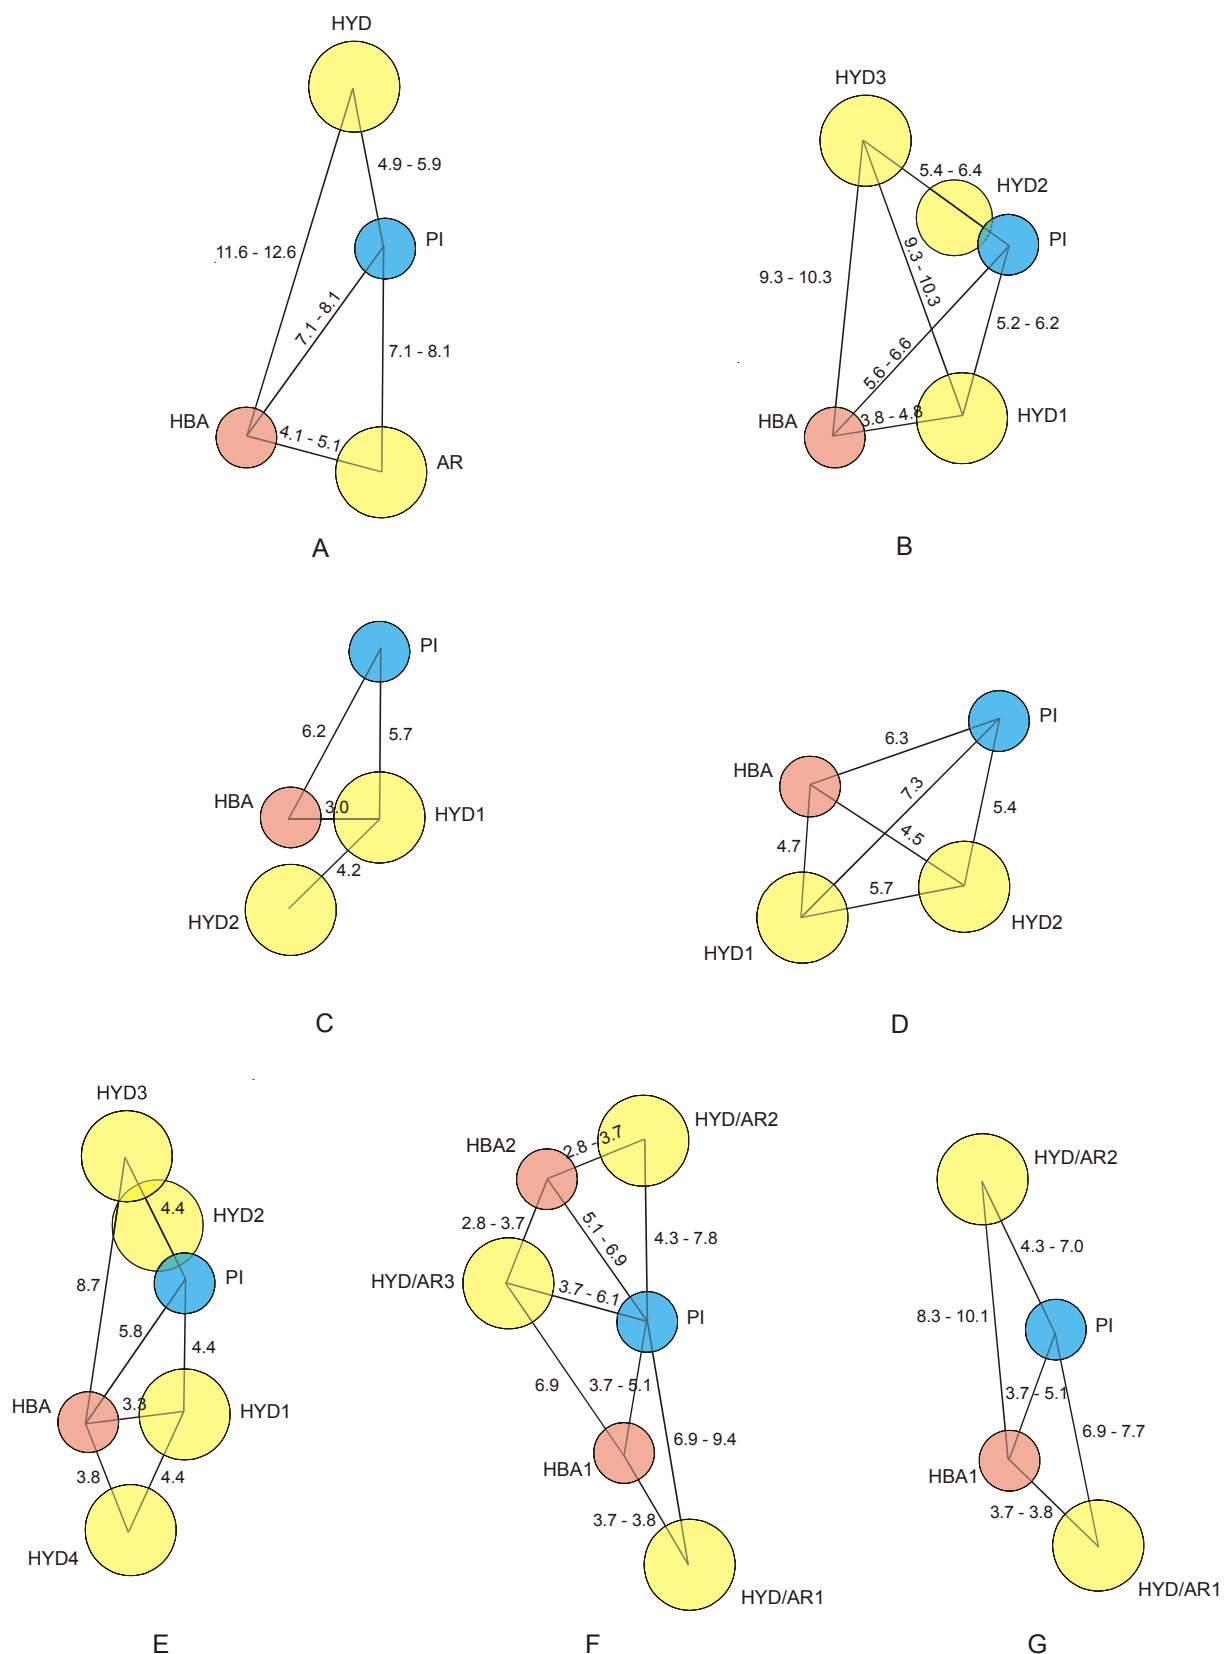 HYD
4.9 - 5.9
PI
11.6 - 12.6
7.1 - 8.1
7.1 - 8.1
HBA
4.1 - 5.1
AR
A
HYD3
5.4 - 6.4
HYD2
PI
9.3 - 10.3
9.3 - 10.3
5.2 - 6.2
5.6 - 6.6
HBA
3.8 - 4.8
HYD1
B
PI
6.2
5.7
HBA
3.0
HYD1
4.2
HYD2
C
PI
6.3
HBA
7.3
5.4
4.5
4.7
5.7
HYD2
HYD1
D
HYD3
4.4
HYD2
PI
8.7
5.8
4.4
HBA
3.3
HYD1
3.8
4.4
HYD4
E
HYD/AR2
HBA2
2.8 - 3.7
2.8 - 3.7
5.1 - 6.9
4.3 - 7.8
HYD/AR3
3.7 - 6.1
PI
6.9
3.7 - 5.1
6.9 - 9.4
HBA1
3.7 - 3.8
HYD/AR1
F
HYD/AR2
4.3 - 7.0
8.3 - 10.1
PI
3.7 - 5.1
6.9 - 7.7
HBA1
3.7 - 3.8
HYD/AR1
G